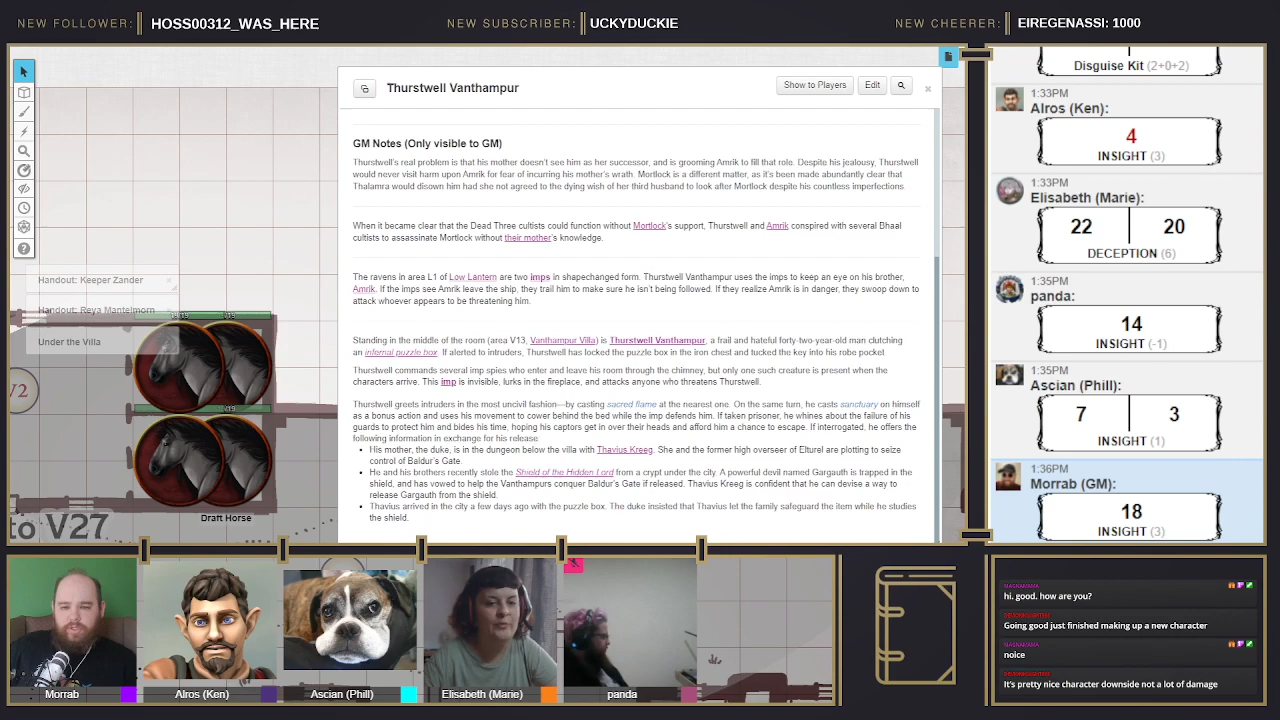 NEW FOLLOWER: HOSS00312_WAS_HERE
NEW SUBSCRIBER: UCKYDUCKIE
NEW CHEERER: EIREGENASSI: 1000
Thurstwell Vanthampur
Show to Players
Edit
GM Notes (Only visible to GM)
Thurstwell's real problem is that his mother doesn't see him as her successor, and is grooming Amrik to fill that role. Despite his jealousy, Thurstwell
would never visit harm upon Amrik for fear of incurring his mother's wrath. Mortlock is a different matter, as it's been made abundantly clear that
Thalamra would disown him had she not agreed to the dying wish of her third husband to look after Mortlock despite his countless imperfections.
When it became clear that the Dead Three cultists could function without Mortlock's support, Thurstwell and Amrik conspired with several Bhaal
cultists to assassinate Mortlock without their mother's knowledge.
The ravens in area L1 of Low Lantern are two imps in shapechanged form. Thurstwell Vanthampur uses the imps to keep an eye on his brother,
Amrik. If the imps see Amrik leave the ship, they trail him to make sure he isn't being followed. If they realize Amrik is in danger, they swoop down to
attack whoever appears to be threatening him.
Standing in the middle of the room (area V13, Vanthampur Villa) is Thurstwell Vanthampur, a frail and hateful forty-two-year-old man clutching
an infernal puzzle box. If alerted to intruders, Thurstwell has locked the puzzle box in the iron chest and tucked the key into his robe pocket.
Thurstwell commands several imp spies who enter and leave his room through the chimney, but only one such creature is present when the
characters arrive. This imp is invisible, lurks in the fireplace, and attacks anyone who threatens Thurstwell.
Thurstwell greets intruders in the most uncivil fashion—by casting sacred flame at the nearest one. On the same turn, he casts sanctuary on himself
as a bonus action and uses his movement to cower behind the bed while the imp defends him. If taken prisoner, he whines about the failure of his
guards to protect him and bides his time, hoping his captors get in over their heads and afford him a chance to escape. If interrogated, he offers the
following information in exchange for his release:
His mother, the duke, is in the dungeon below the villa with Thavius Kreeg. She and the former high overseer of Elturel are plotting to seize
control of Baldur's Gate.
He and his brothers recently stole the Shield of the Hidden Lord from a crypt under the city. A powerful devil named Gargauth is trapped in the
shield, and has vowed to help the Vanthampurs conquer Baldur's Gate if released. Thavius Kreeg is confident that he can devise a way to
release Gargauth from the shield.
Thavius arrived in the city a few days ago with the puzzle box. The duke insisted that Thavius let the family safeguard the item while he studies
the shield.
Handout: Keeper Zander
Handout: Reya Mantelmorn
Under the Villa
V2
to V27
Draft Horse
Disguise Kit (2+0+2)
1:33PM
Alros (Ken):
4
INSIGHT (3)
1:33PM
Elisabeth (Marie):
22 20
DECEPTION (6)
1:35PM
panda:
14
INSIGHT (-1)
1:35PM
Ascian (Phill):
7 3
INSIGHT (1)
1:36PM
Morrab (GM):
18
INSIGHT (3)
Morrab
Alros (Ken)
Ascian (Phill)
Elisabeth (Marie)
panda
hi. good. how are you?
Going good just finished making up a new character
noice
It's pretty nice character downside not a lot of damage